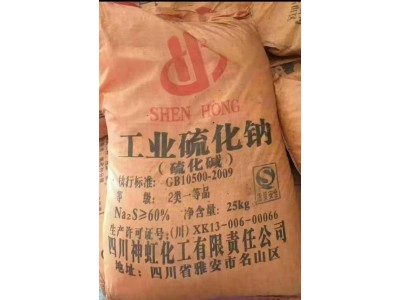 SHEN HONG
工业硫化钠
(硫化碱)
执行标准: GB10500-2009
等 级: 2类一等品
Na₂S≥60% 净含量: 25kg
生产许可证号:(川) XK13-006-00066
四川神虹化工有限责任公司
地址: 四川省雅安市名山区